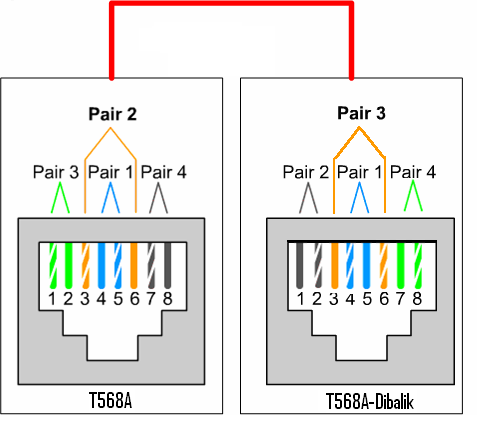 Pair 2
Pair 3 Pair 1 Pair 4
1 2 3 4 5 6 7 8
T568A
Pair 3
Pair 2 Pair 1 Pair 4
1 2 3 4 5 6 7 8
T568A-Dibalik